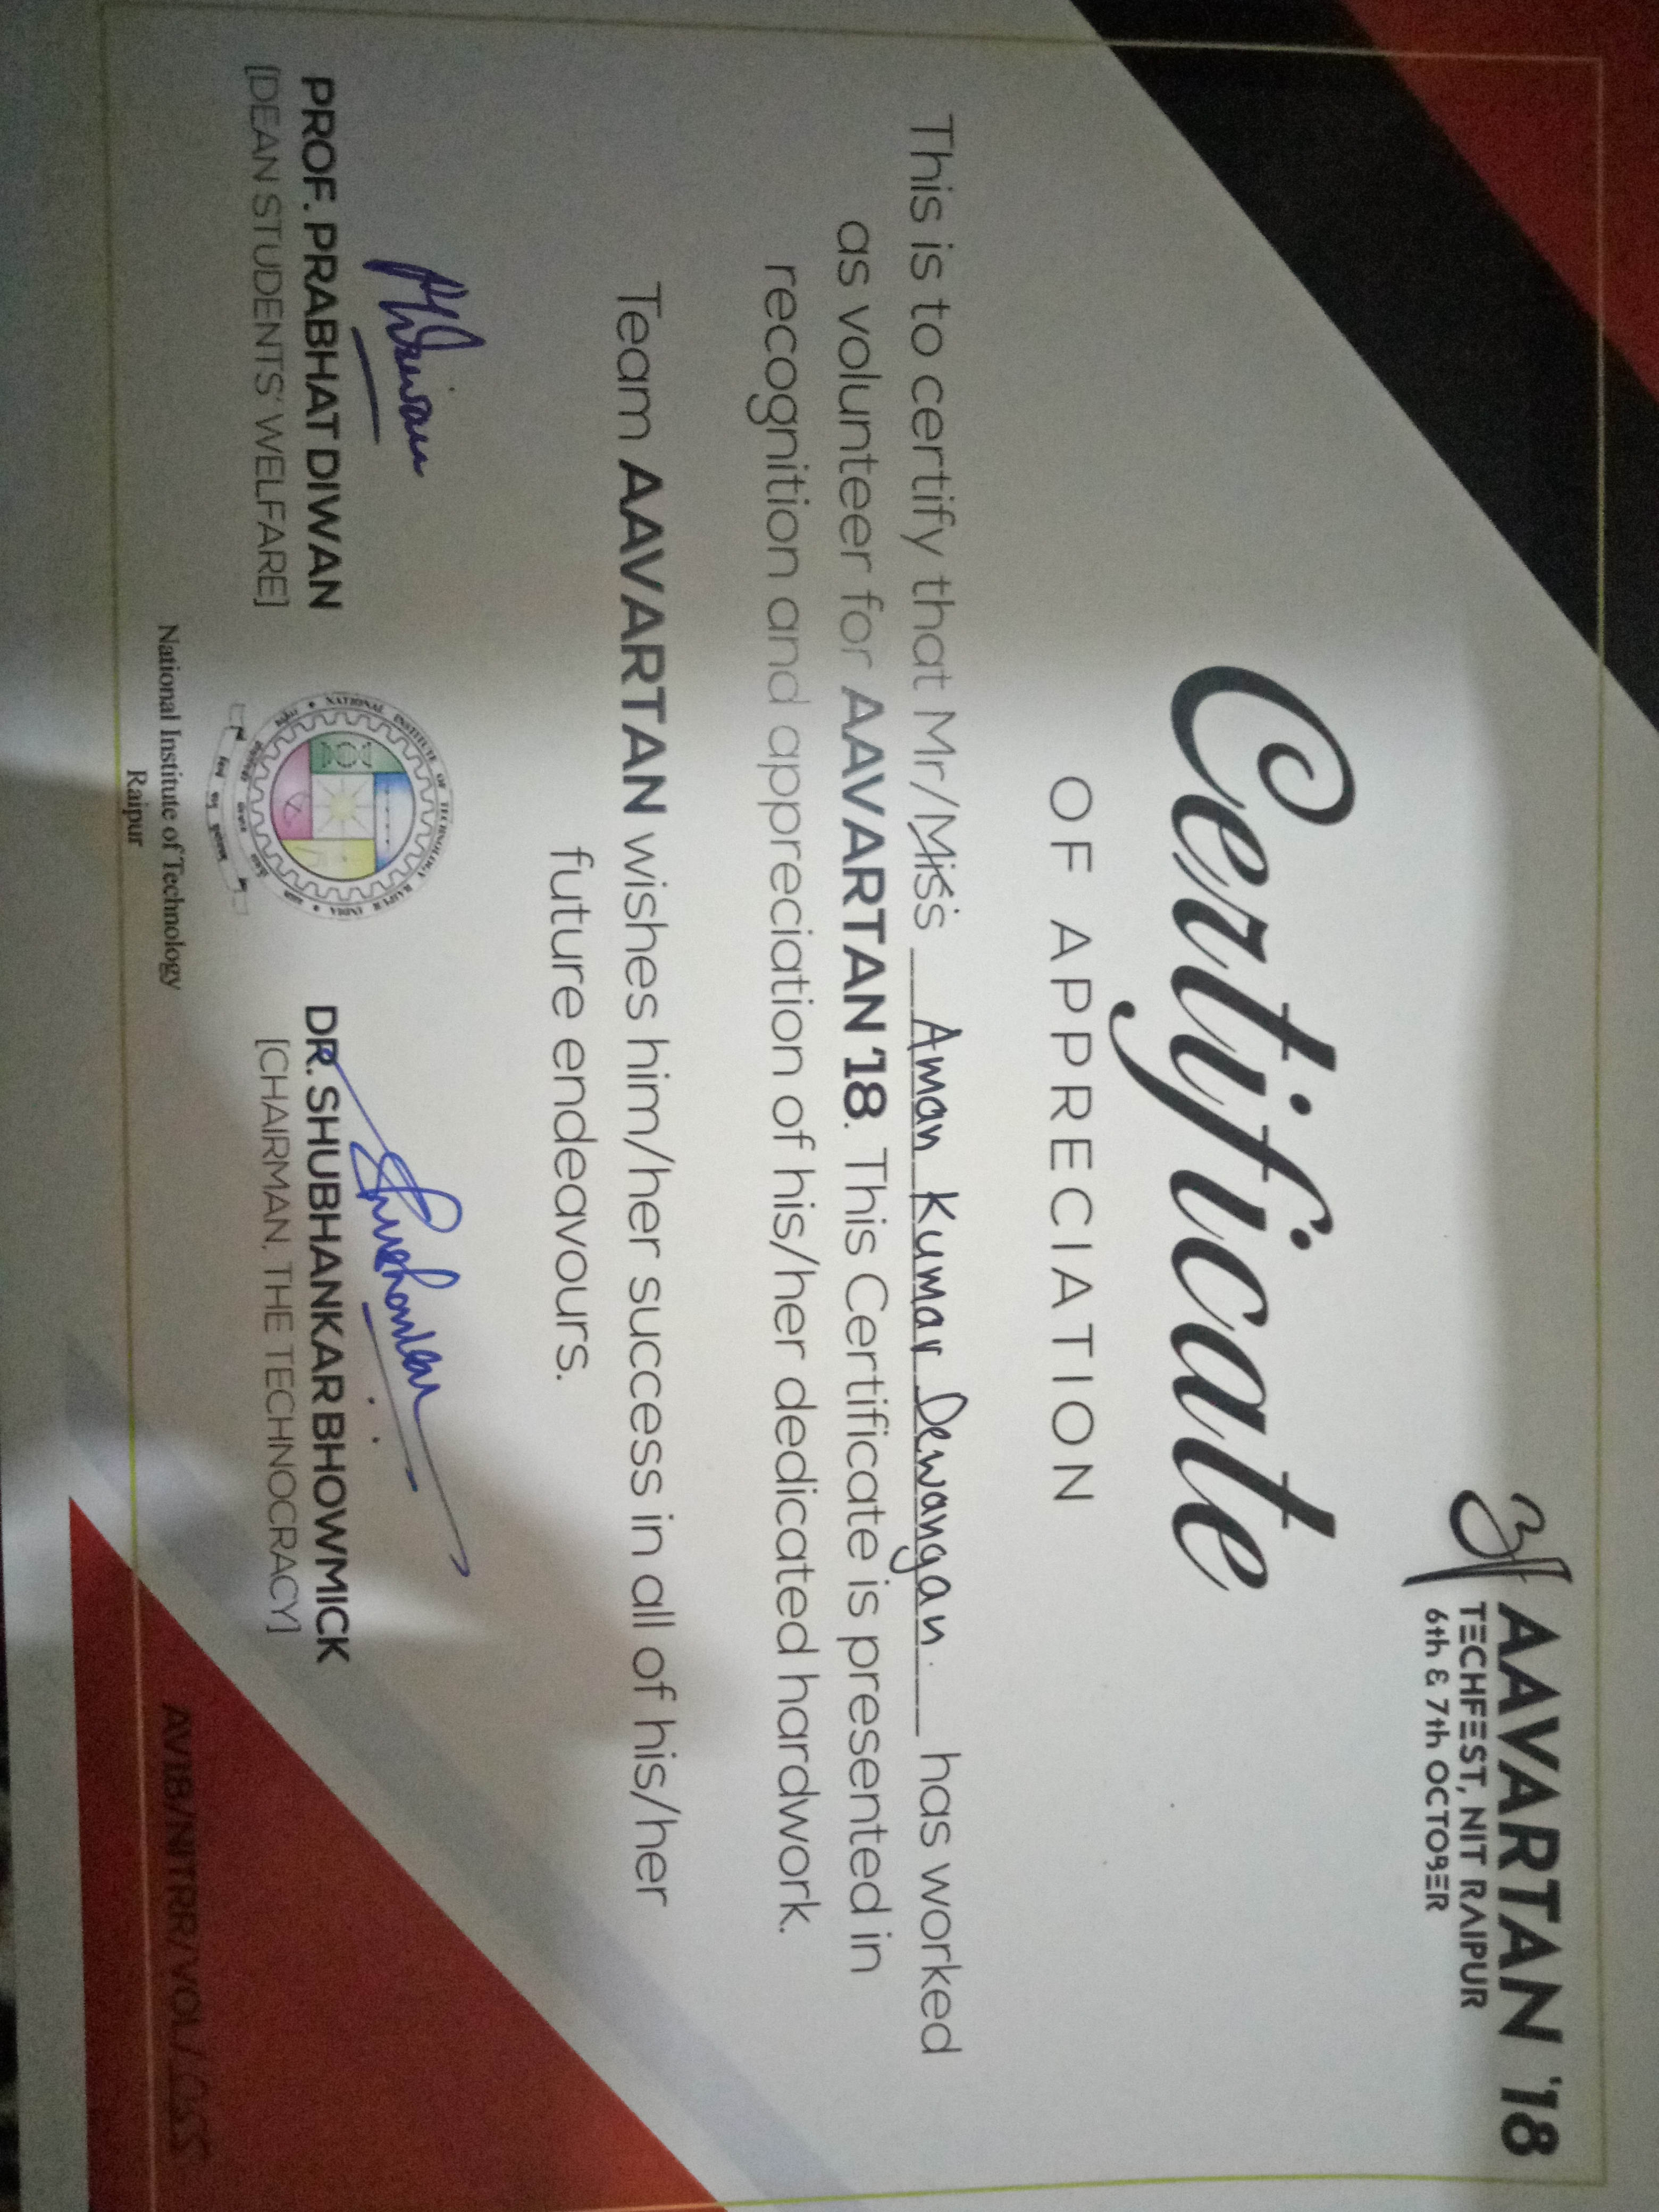 AAVARTAN '18
TECHFEST, NIT RAIPUR
6th & 7th OCTOBER
Certificate
OF APPRECIATION
This is to certify that Mr/Miss Aman Kumar Dewangan. has worked
as volunteer for AAVARTAN '18. This Certificate is presented in
recognition and appreciation of his/her dedicated hardwork.
Team AAVARTAN wishes him/her success in all of his/her
future endeavours.
PROF. PRABHAT DIWAN
[DEAN STUDENTS' WELFARE]
NATIONAL INSTITUTE OF TECHNOLOGY RAIPUR INDIA
National Institute of Technology
Raipur
DR. SHUBHANKAR BHOWMICK
[CHAIRMAN, THE TECHNOCRACY]
AV18/NITRR/VOL/